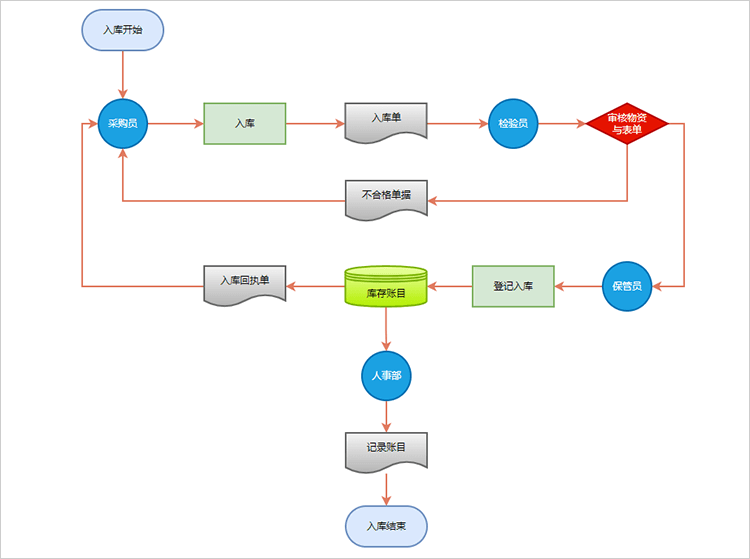 入库开始
采购员
入库
入库单
检验员
审核物资
与表单
不合格单据
入库回执单
库存账目
登记入库
保管员
人事部
记录账目
入库结束